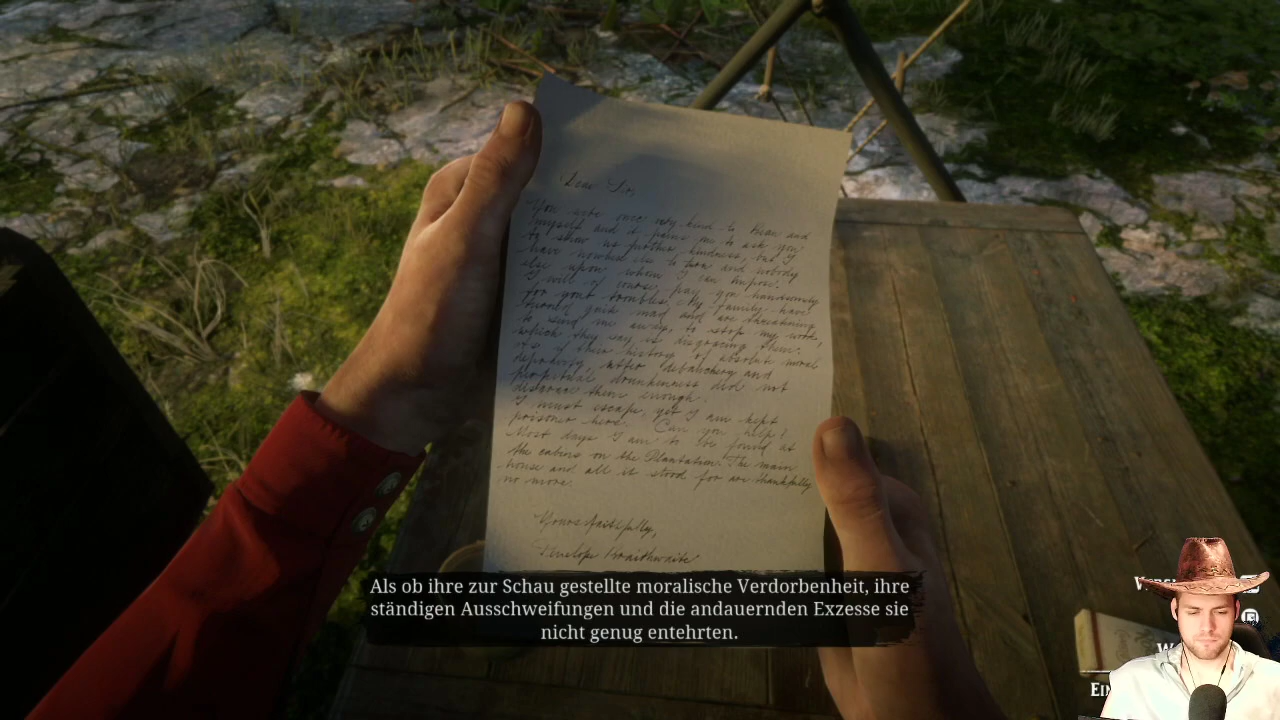 Dear Sir,
You were once very kind to Beau and
myself and it pains me to ask you
to show us further kindness, but I
have nowhere else to turn and nobody
else upon whom I can impose.
I will of course, pay you handsomely
for your troubles. My family have
turned quite mad and are threatening
to send me away, to stop my work,
which they say is disgracing them.
As if their history of absolute moral
depravity, utter debauchery and
perpetual drunkenness did not
disgrace them enough.
I must escape, yet I am kept
prisoner here. Can you help?
Most days I am to be found at
the cabins on the Plantation. The main
house and all it stood for are thankfully
no more.
Yours faithfully,
Penelope Braithwaite
Als ob ihre zur Schau gestellte moralische Verdorbenheit, ihre
ständigen Ausschweifungen und die andauernden Exzesse sie
nicht genug entehrten.